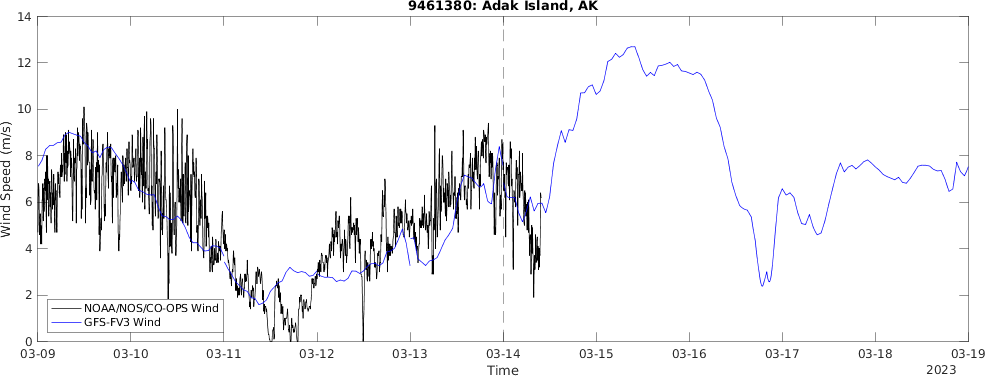 9461380: Adak Island, AK
Wind Speed (m/s)
14
12
10
8
6
4
2
0
NOAA/NOS/CO-OPS Wind
GFS-FV3 Wind
03-09 03-10 03-11 03-12 03-13 03-14 03-15 03-16 03-17 03-18 03-19
Time
2023